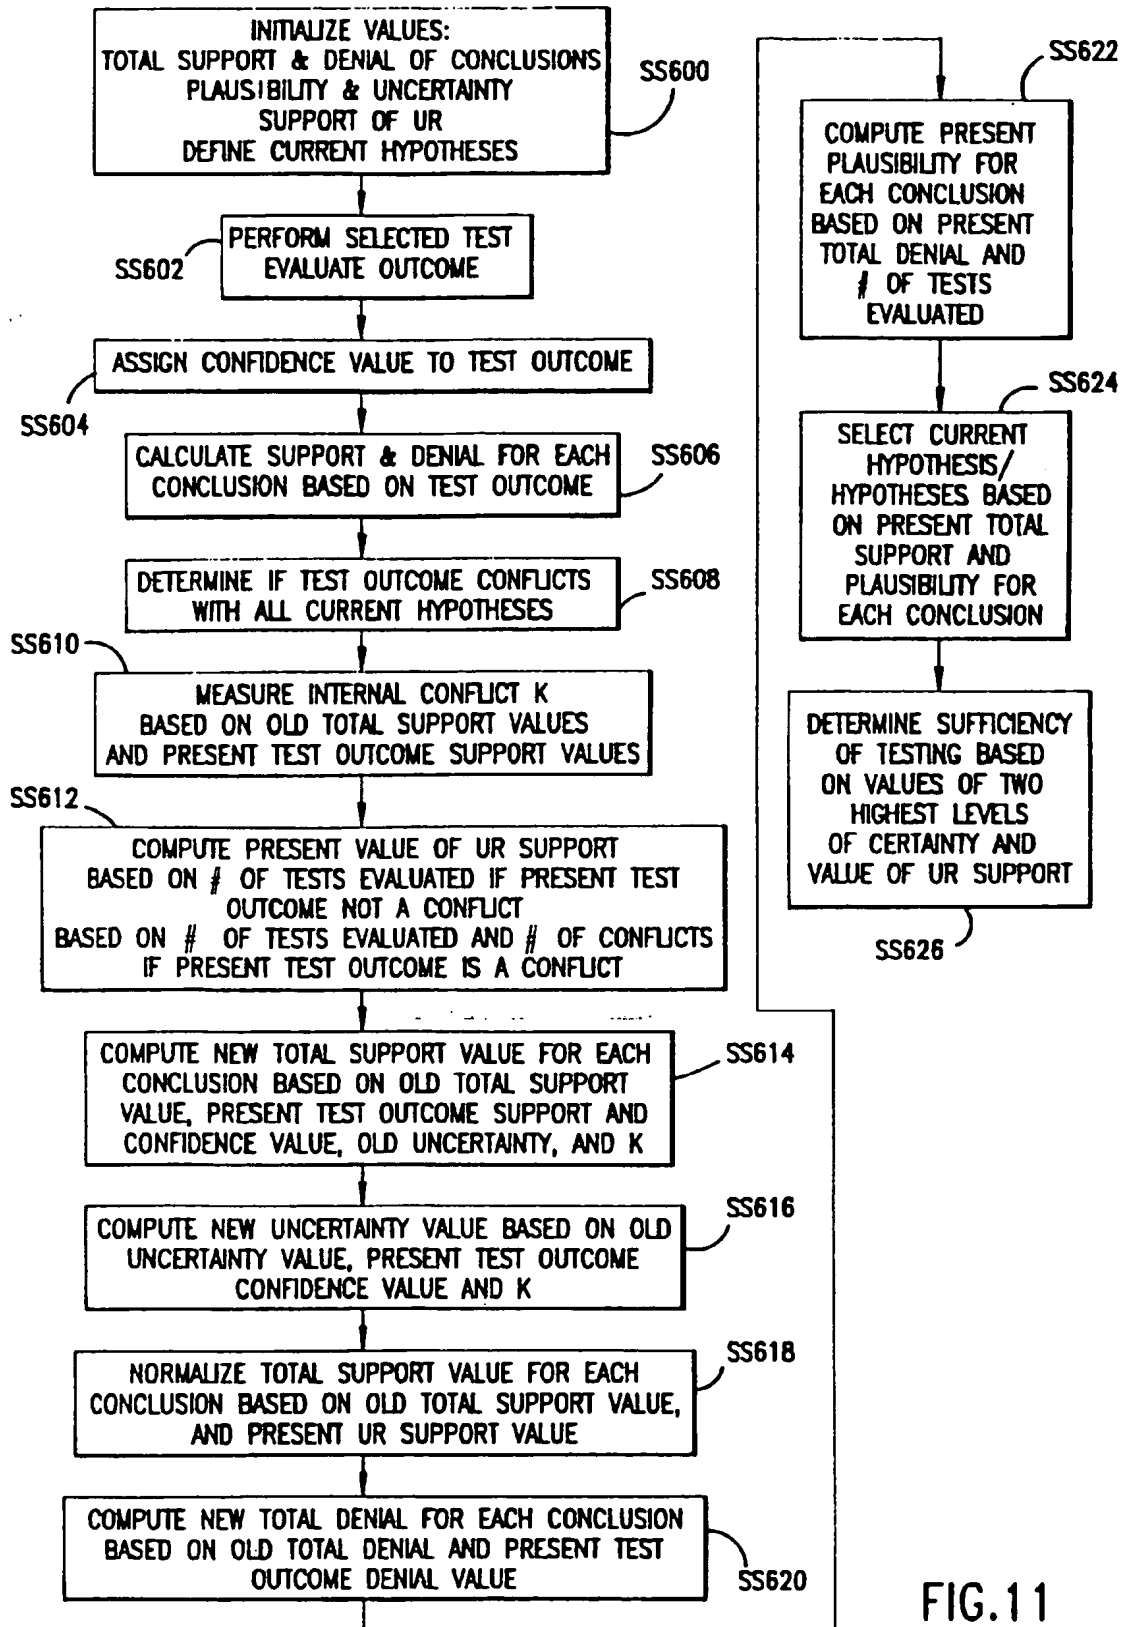 INITIALIZE VALUES:
TOTAL SUPPORT & DENIAL OF CONCLUSIONS
PLAUSIBILITY & UNCERTAINTY
SUPPORT OF UR
DEFINE CURRENT HYPOTHESES
SS600
PERFORM SELECTED TEST
EVALUATE OUTCOME
SS602
ASSIGN CONFIDENCE VALUE TO TEST OUTCOME
SS604
CALCULATE SUPPORT & DENIAL FOR EACH
CONCLUSION BASED ON TEST OUTCOME
SS606
DETERMINE IF TEST OUTCOME CONFLICTS
WITH ALL CURRENT HYPOTHESES
SS608
SS610
MEASURE INTERNAL CONFLICT K
BASED ON OLD TOTAL SUPPORT VALUES
AND PRESENT TEST OUTCOME SUPPORT VALUES
SS612
COMPUTE PRESENT VALUE OF UR SUPPORT
BASED ON # OF TESTS EVALUATED IF PRESENT TEST
OUTCOME NOT A CONFLICT
BASED ON # OF TESTS EVALUATED AND # OF CONFLICTS
IF PRESENT TEST OUTCOME IS A CONFLICT
COMPUTE NEW TOTAL SUPPORT VALUE FOR EACH
CONCLUSION BASED ON OLD TOTAL SUPPORT
VALUE, PRESENT TEST OUTCOME SUPPORT AND
CONFIDENCE VALUE, OLD UNCERTAINTY, AND K
SS614
COMPUTE NEW UNCERTAINTY VALUE BASED ON OLD
UNCERTAINTY VALUE, PRESENT TEST OUTCOME
CONFIDENCE VALUE AND K
SS616
NORMALIZE TOTAL SUPPORT VALUE FOR EACH
CONCLUSION BASED ON OLD TOTAL SUPPORT VALUE,
AND PRESENT UR SUPPORT VALUE
SS618
COMPUTE NEW TOTAL DENIAL FOR EACH CONCLUSION
BASED ON OLD TOTAL DENIAL AND PRESENT TEST
OUTCOME DENIAL VALUE
SS620
SS622
COMPUTE PRESENT
PLAUSIBILITY FOR
EACH CONCLUSION
BASED ON PRESENT
TOTAL DENIAL AND
# OF TESTS
EVALUATED
SS624
SELECT CURRENT
HYPOTHESIS/
HYPOTHESES BASED
ON PRESENT TOTAL
SUPPORT AND
PLAUSIBILITY FOR
EACH CONCLUSION
DETERMINE SUFFICIENCY
OF TESTING BASED
ON VALUES OF TWO
HIGHEST LEVELS
OF CERTAINTY AND
VALUE OF UR SUPPORT
SS626
FIG.11